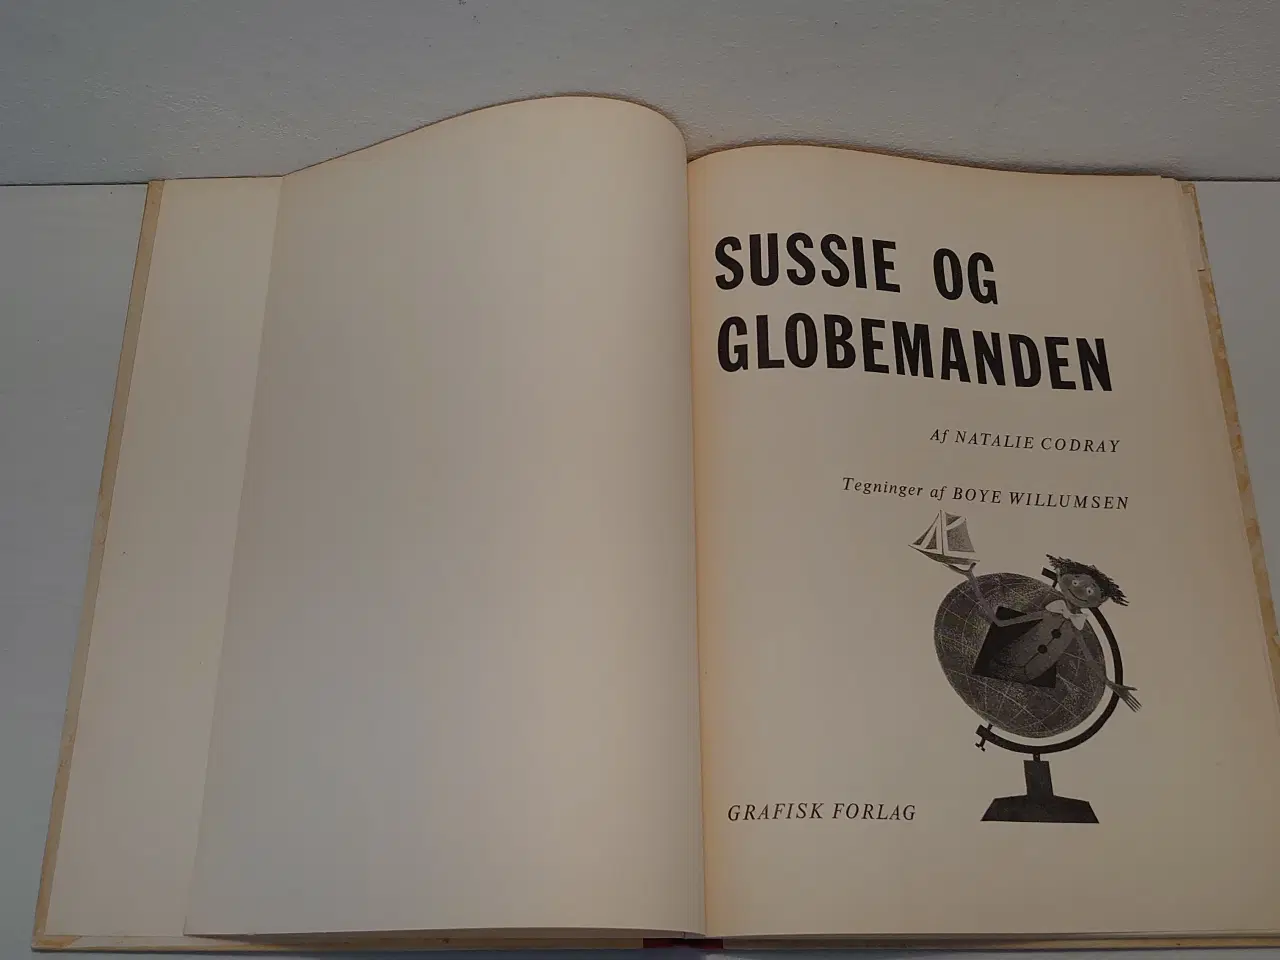 SUSSIE OG
GLOBEMANDEN
Af NATALIE CODRAY
Tegninger af BOYE WILLUMSEN
GRAFISK FORLAG